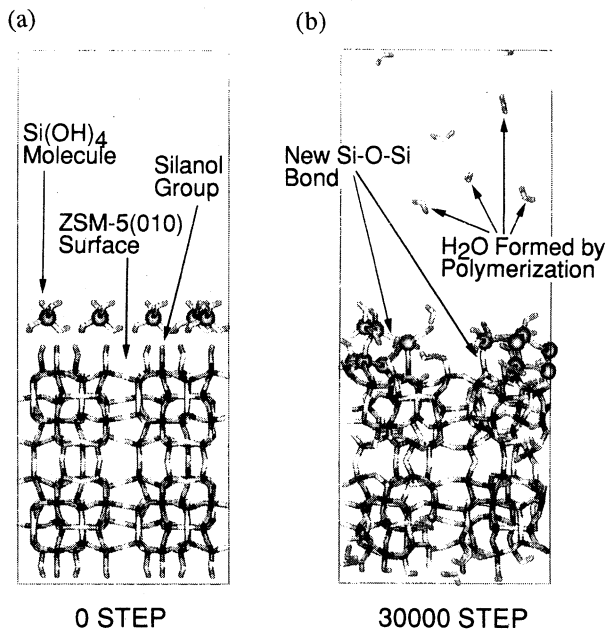 (a)
(b)
Si(OH)4
Molecule
Silanol
Group
ZSM-5(010)
Surface
New Si-O-Si
Bond
H2O Formed by
Polymerization
0 STEP
30000 STEP